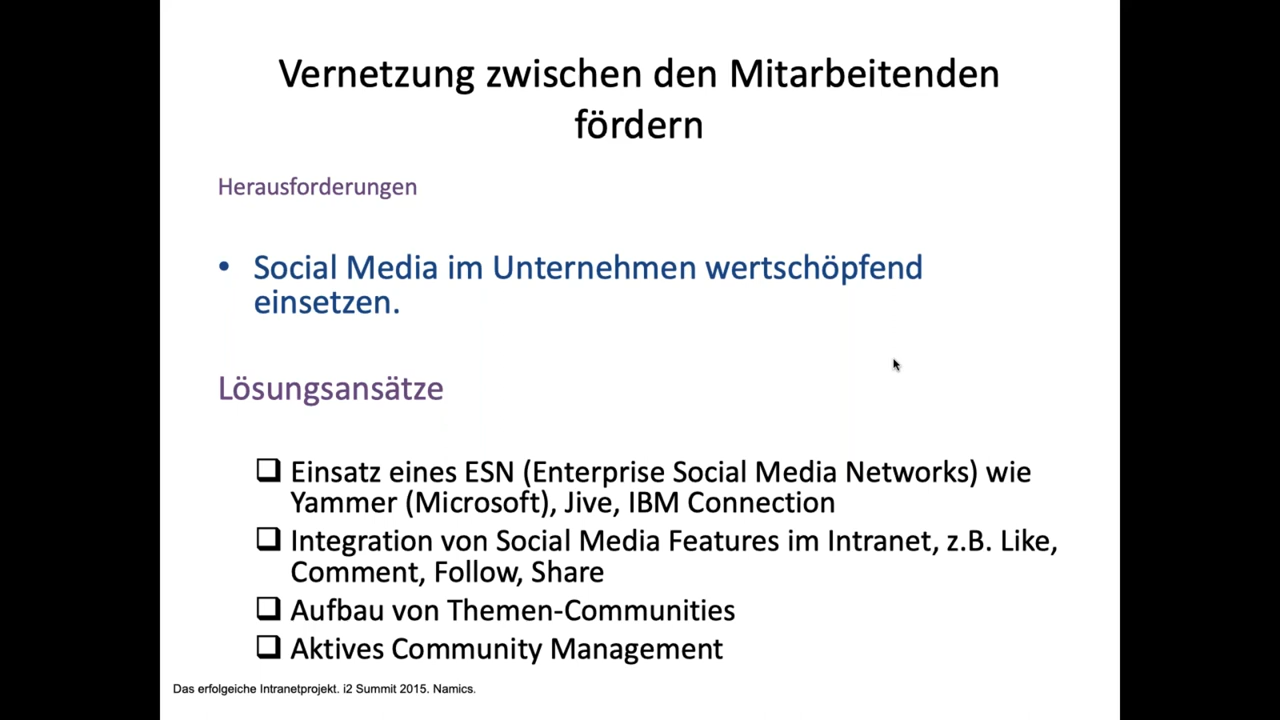 Vernetzung zwischen den Mitarbeitenden
fördern
Herausforderungen
• Social Media im Unternehmen wertschöpfend
einsetzen.
Lösungsansätze
❑ Einsatz eines ESN (Enterprise Social Media Networks) wie
Yammer (Microsoft), Jive, IBM Connection
❑ Integration von Social Media Features im Intranet, z.B. Like,
Comment, Follow, Share
❑ Aufbau von Themen-Communities
❑ Aktives Community Management
Das erfolgeiche Intranetprojekt. i2 Summit 2015. Namics.